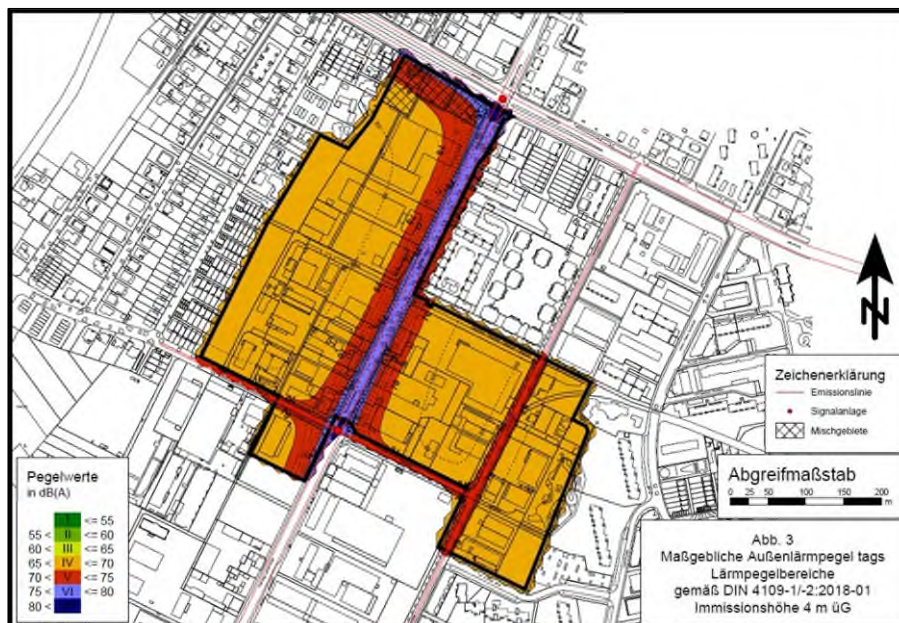 N
Zeichenerklärung
Emissionslinie
Signalanlage
Mischgebiete
Abgreifmaßstab
0 25 50 100 150 200
m
Abb. 3
Maßgebliche Außenlärmpegel tags
Lärmpegelbereiche
gemäß DIN 4109-1/-2:2018-01
Immissionshöhe 4 m üG
Pegelwerte
in dB(A)
I <= 55
55 < II <= 60
60 < III <= 65
65 < IV <= 70
70 < V <= 75
75 < VI <= 80
80 <